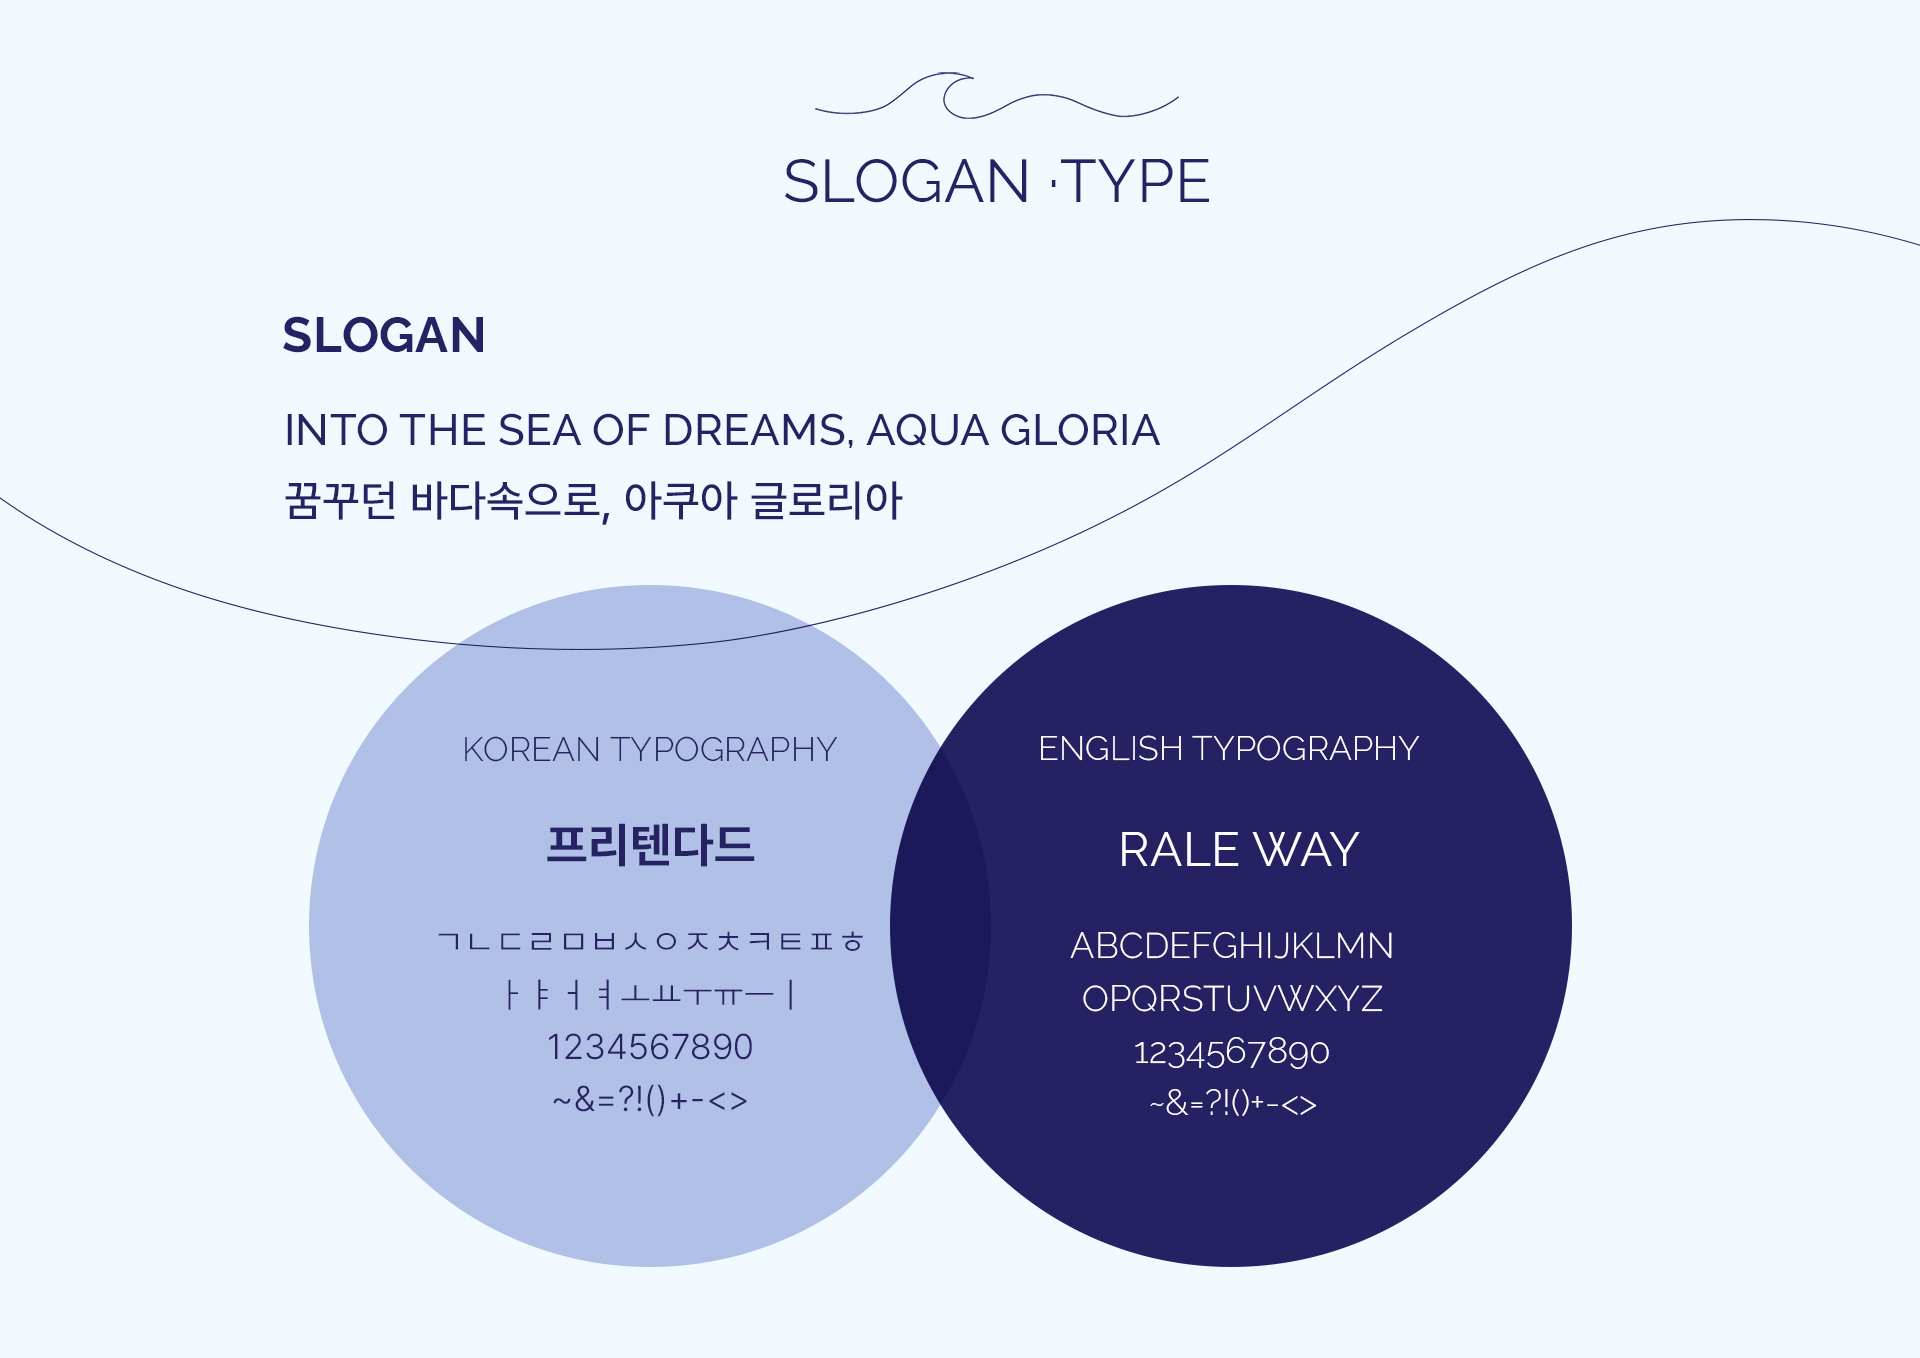 SLOGAN ·TYPE
SLOGAN
INTO THE SEA OF DREAMS, AQUA GLORIA
꿈꾸던 바다속으로, 아쿠아 글로리아
KOREAN TYPOGRAPHY
프리텐다드
ㄱㄴㄷㄹㅁㅂㅅㅇㅈㅊㅋㅌㅍㅎ
ㅏㅑㅓㅕㅗㅛㅜㅠㅡㅣ
1234567890
~&=?!()+-<>
ENGLISH TYPOGRAPHY
RALE WAY
ABCDEFGHIJKLMN
OPQRSTUVWXYZ
1234567890
~&=?!()+-<>